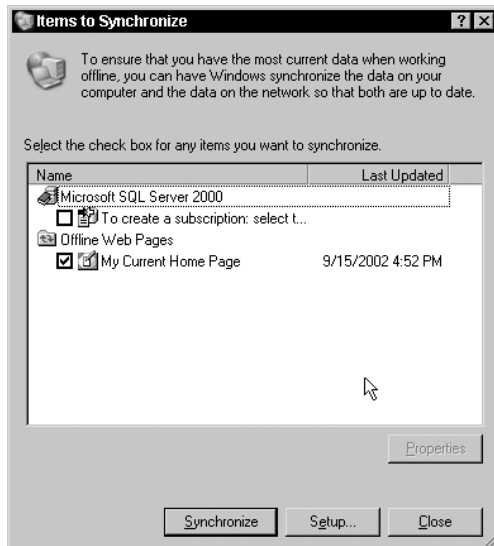 Items to Synchronize
To ensure that you have the most current data when working
offline, you can have Windows synchronize the data on your
computer and the data on the network so that both are up to date.
Select the check box for any items you want to synchronize.
Name Last Updated
Microsoft SQL Server 2000
To create a subscription: select t...
Offline Web Pages
My Current Home Page 9/15/2002 4:52 PM
Properties
Synchronize Setup... Close